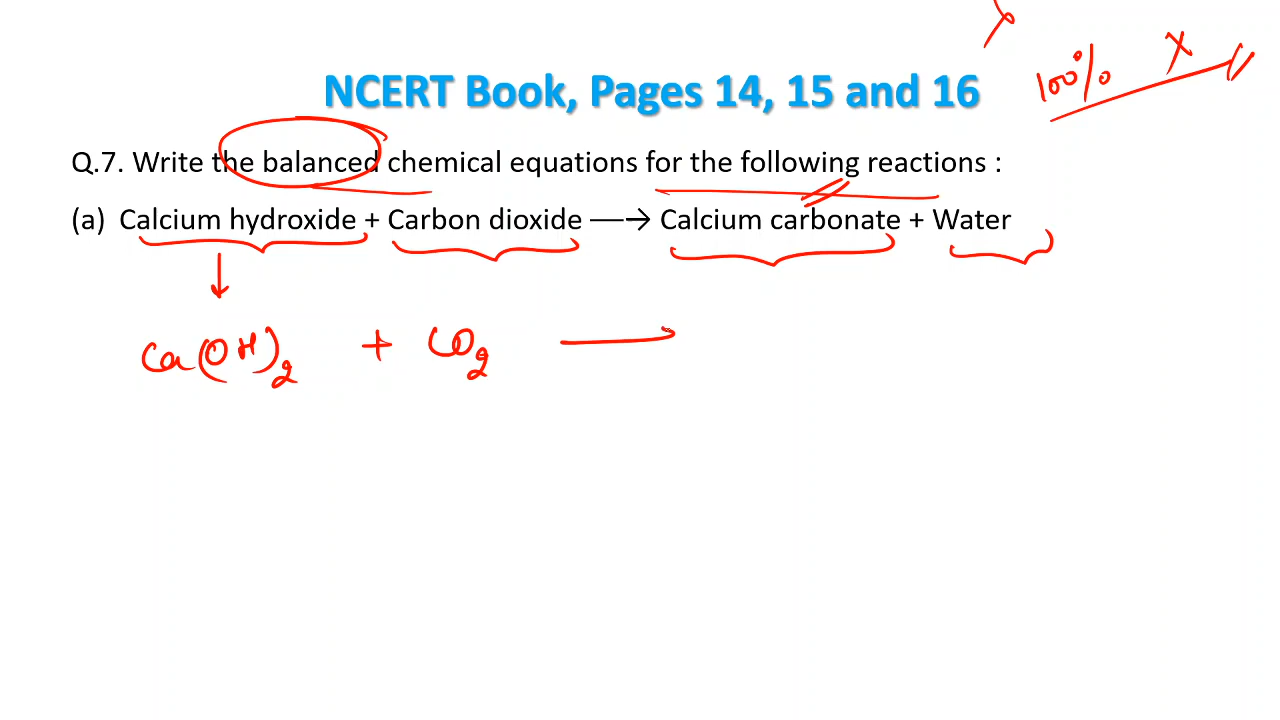 100% X
NCERT Book, Pages 14, 15 and 16
Q.7. Write the balanced chemical equations for the following reactions :
(a) Calcium hydroxide + Carbon dioxide ⟶ Calcium carbonate + Water
Ca(OH)₂ + CO₂ ⟶